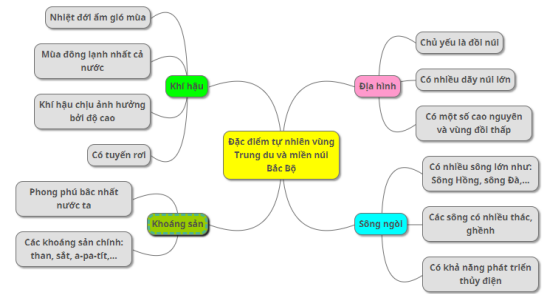 Đặc điểm tự nhiên vùng
Trung du và miền núi
Bắc Bộ
Khí hậu
Nhiệt đới ẩm gió mùa
Mùa đông lạnh nhất cả
nước
Khí hậu chịu ảnh hưởng
bởi độ cao
Có tuyết rơi
Khoáng sản
Phong phú bậc nhất
nước ta
Các khoáng sản chính:
than, sắt, a-pa-tít,...
Địa hình
Chủ yếu là đồi núi
Có nhiều dãy núi lớn
Có một số cao nguyên
và vùng đồi thấp
Sông ngòi
Có nhiều sông lớn như:
Sông Hồng, sông Đà,...
Các sông có nhiều thác,
ghềnh
Có khả năng phát triển
thủy điện